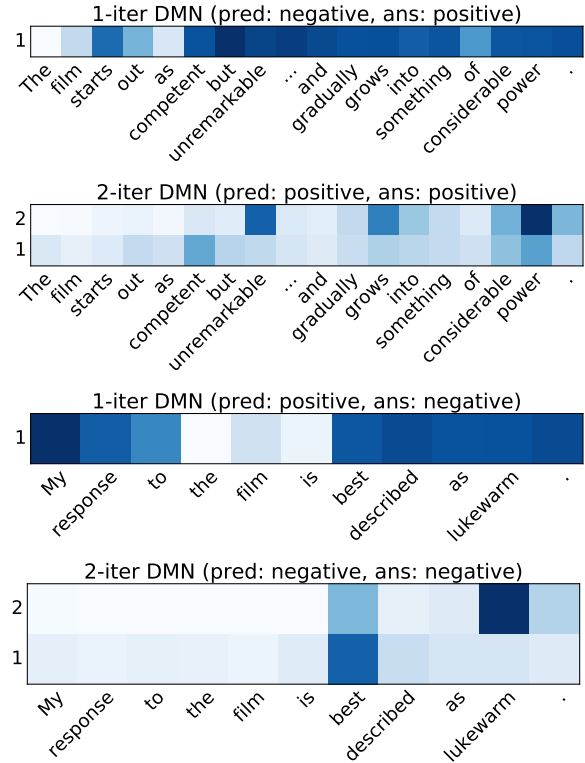 1-iter DMN (pred: negative, ans: positive)
1
The film starts out as competent but unremarkable ... and gradually grows into something of considerable power .
2-iter DMN (pred: positive, ans: positive)
2
1
The film starts out as competent but unremarkable ... and gradually grows into something of considerable power .
1-iter DMN (pred: positive, ans: negative)
1
My response to the film is best described as lukewarm .
2-iter DMN (pred: negative, ans: negative)
2
1
My response to the film is best described as lukewarm .